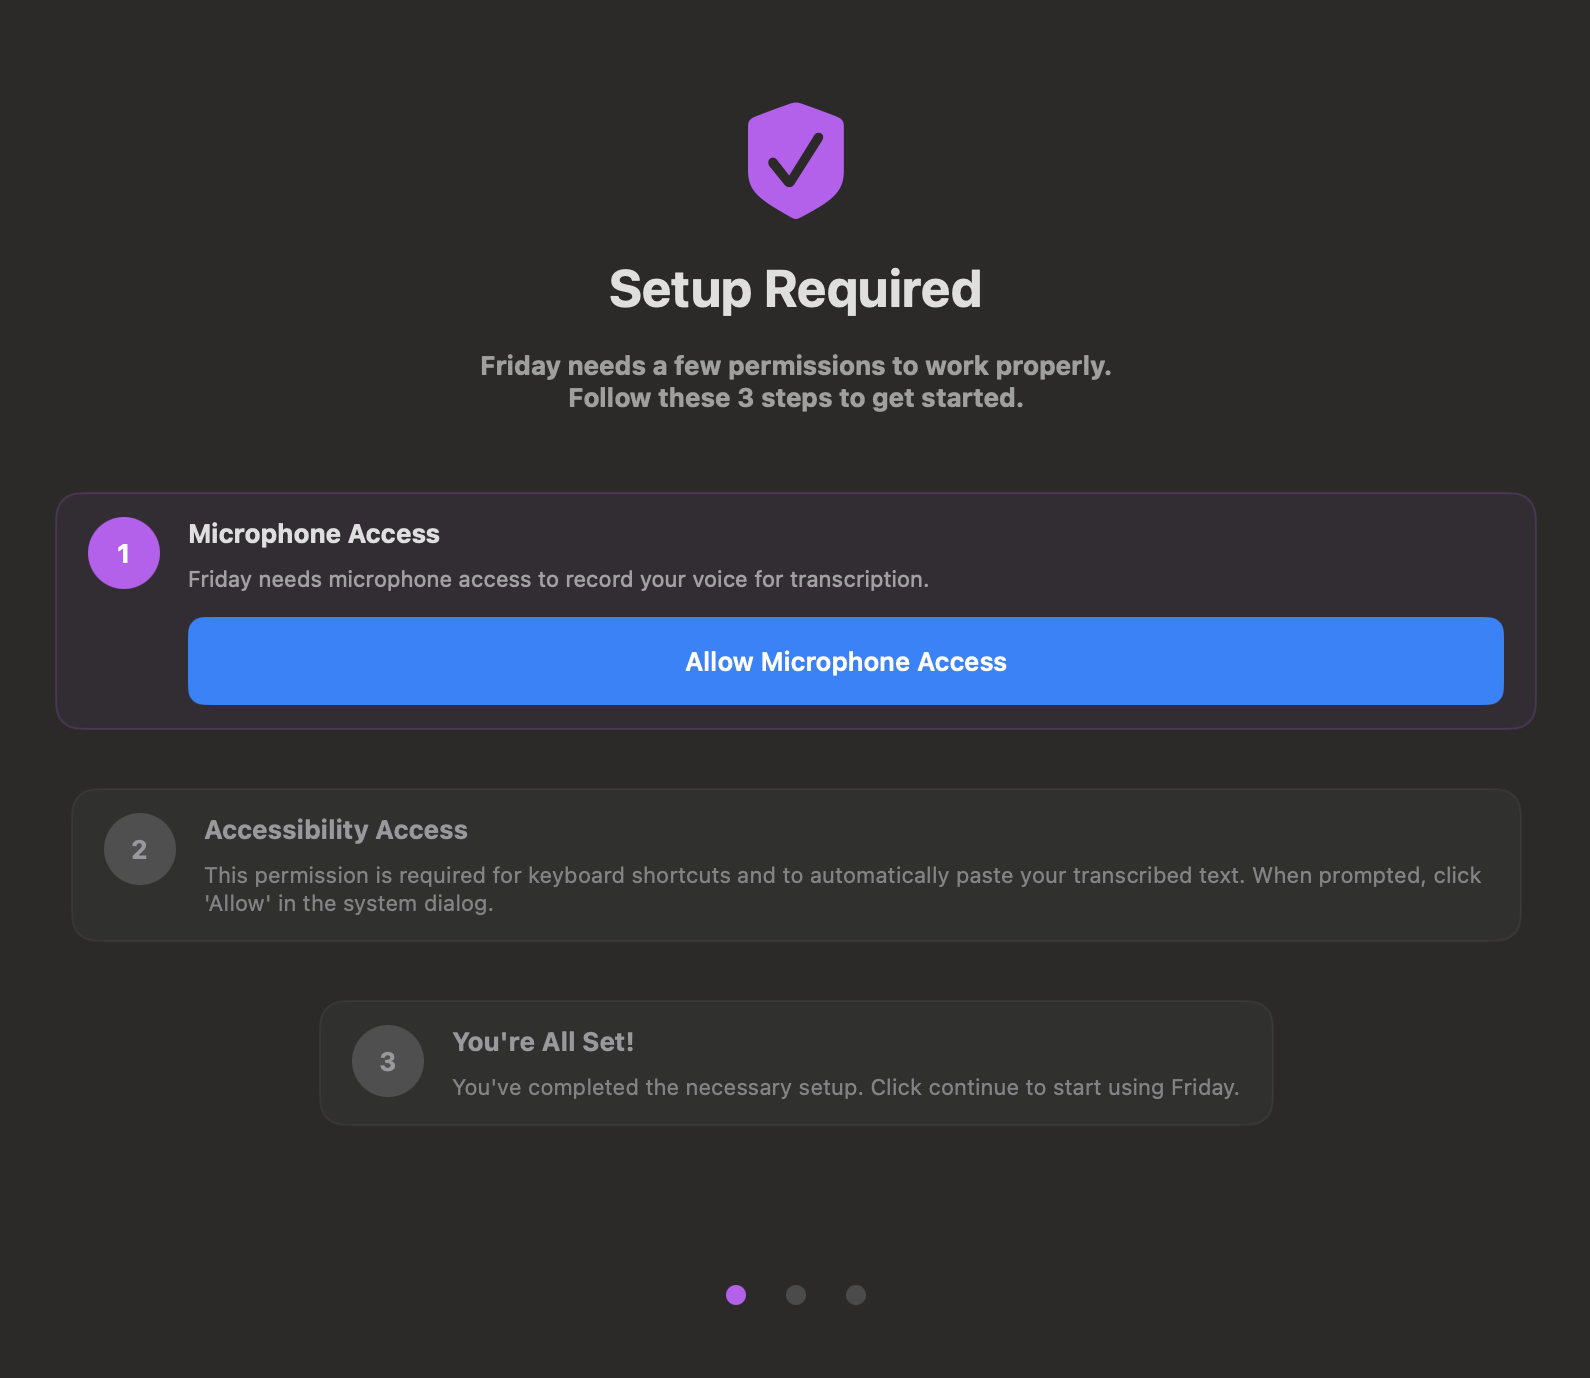 Setup Required
Friday needs a few permissions to work properly.
Follow these 3 steps to get started.
1
Microphone Access
Friday needs microphone access to record your voice for transcription.
Allow Microphone Access
2
Accessibility Access
This permission is required for keyboard shortcuts and to automatically paste your transcribed text. When prompted, click
'Allow' in the system dialog.
3
You're All Set!
You've completed the necessary setup. Click continue to start using Friday.